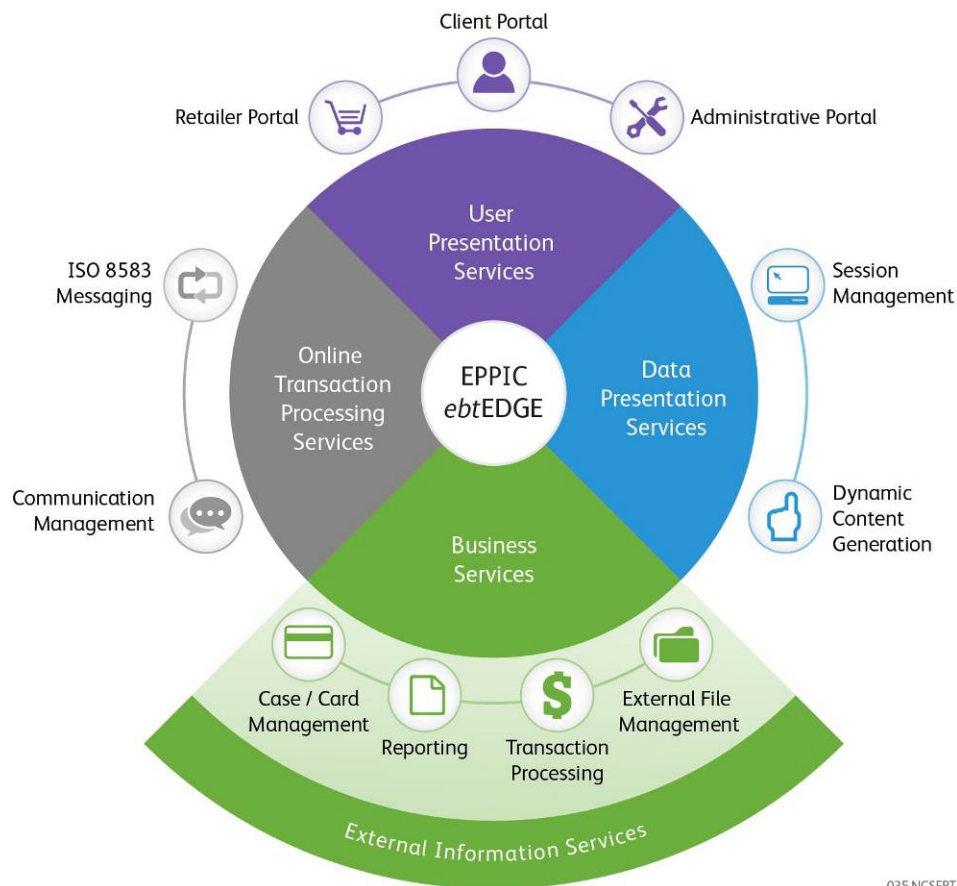 Client Portal
Retailer Portal
Administrative Portal
User
Presentation
Services
ISO 8583
Messaging
Session
Management
Online
Transaction
Processing
Services
EPPIC
ebtEDGE
Data
Presentation
Services
Communication
Management
Dynamic
Content
Generation
Business
Services
Case / Card
Management
Reporting
Transaction
Processing
External File
Management
External Information Services
035 NCSEBT